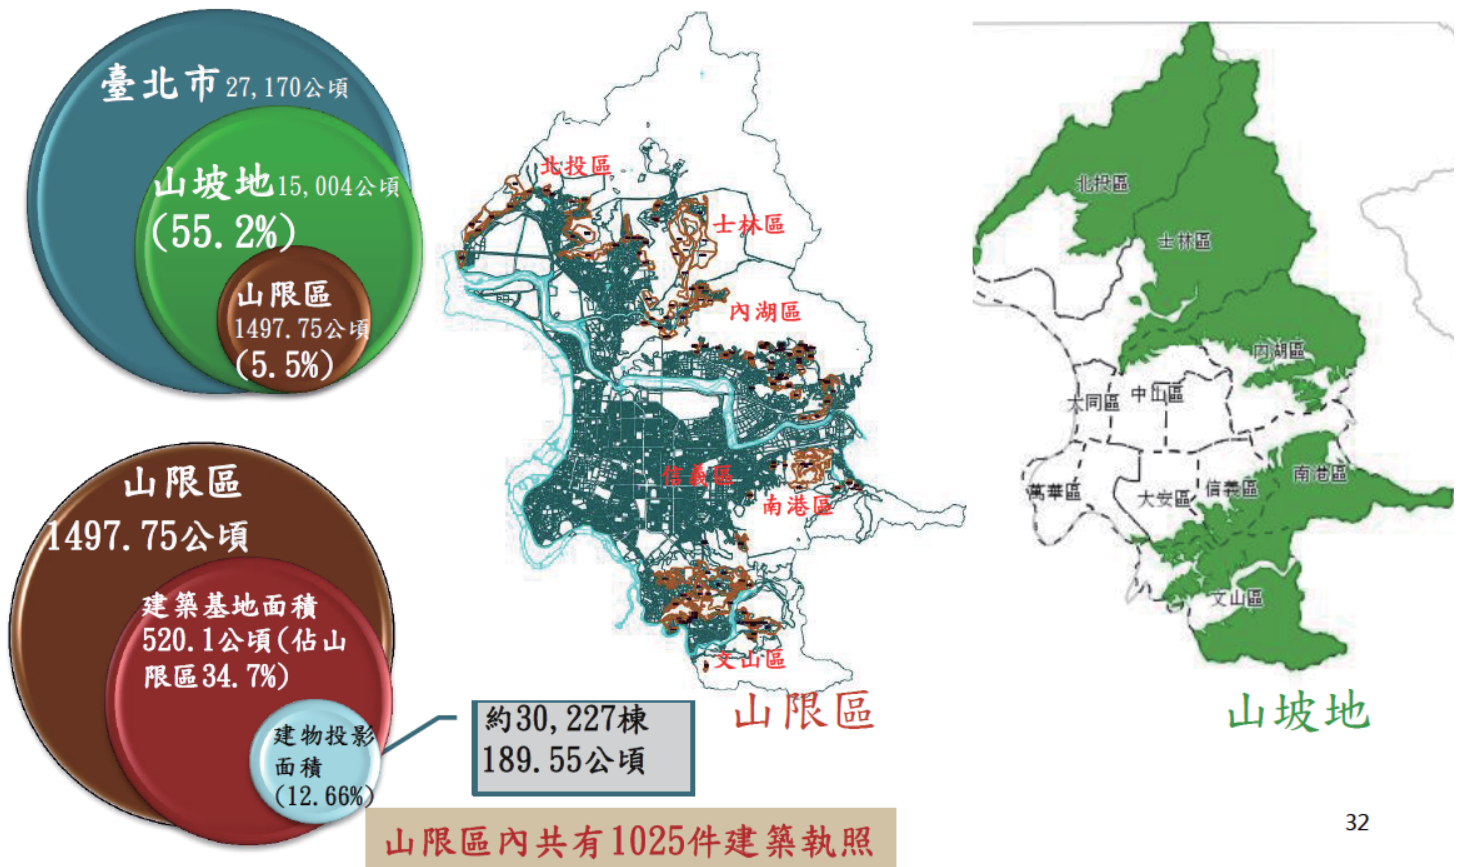 臺北市27,170公頃
山坡地15,004公頃
(55.2%)
山限區
1497.75公頃
(5.5%)
山限區
1497.75公頃
建築基地面積
520.1公頃(佔山
限區34.7%)
建物投影
面積
(12.66%)
約30,227棟
189.55公頃
山限區內共有1025件建築執照
北投區
士林區
內湖區
信義區
南港區
文山區
山限區
北投區
士林區
內湖區
大同區
中山區
萬華區
大安區
信義區
南港區
文山區
山坡地
32